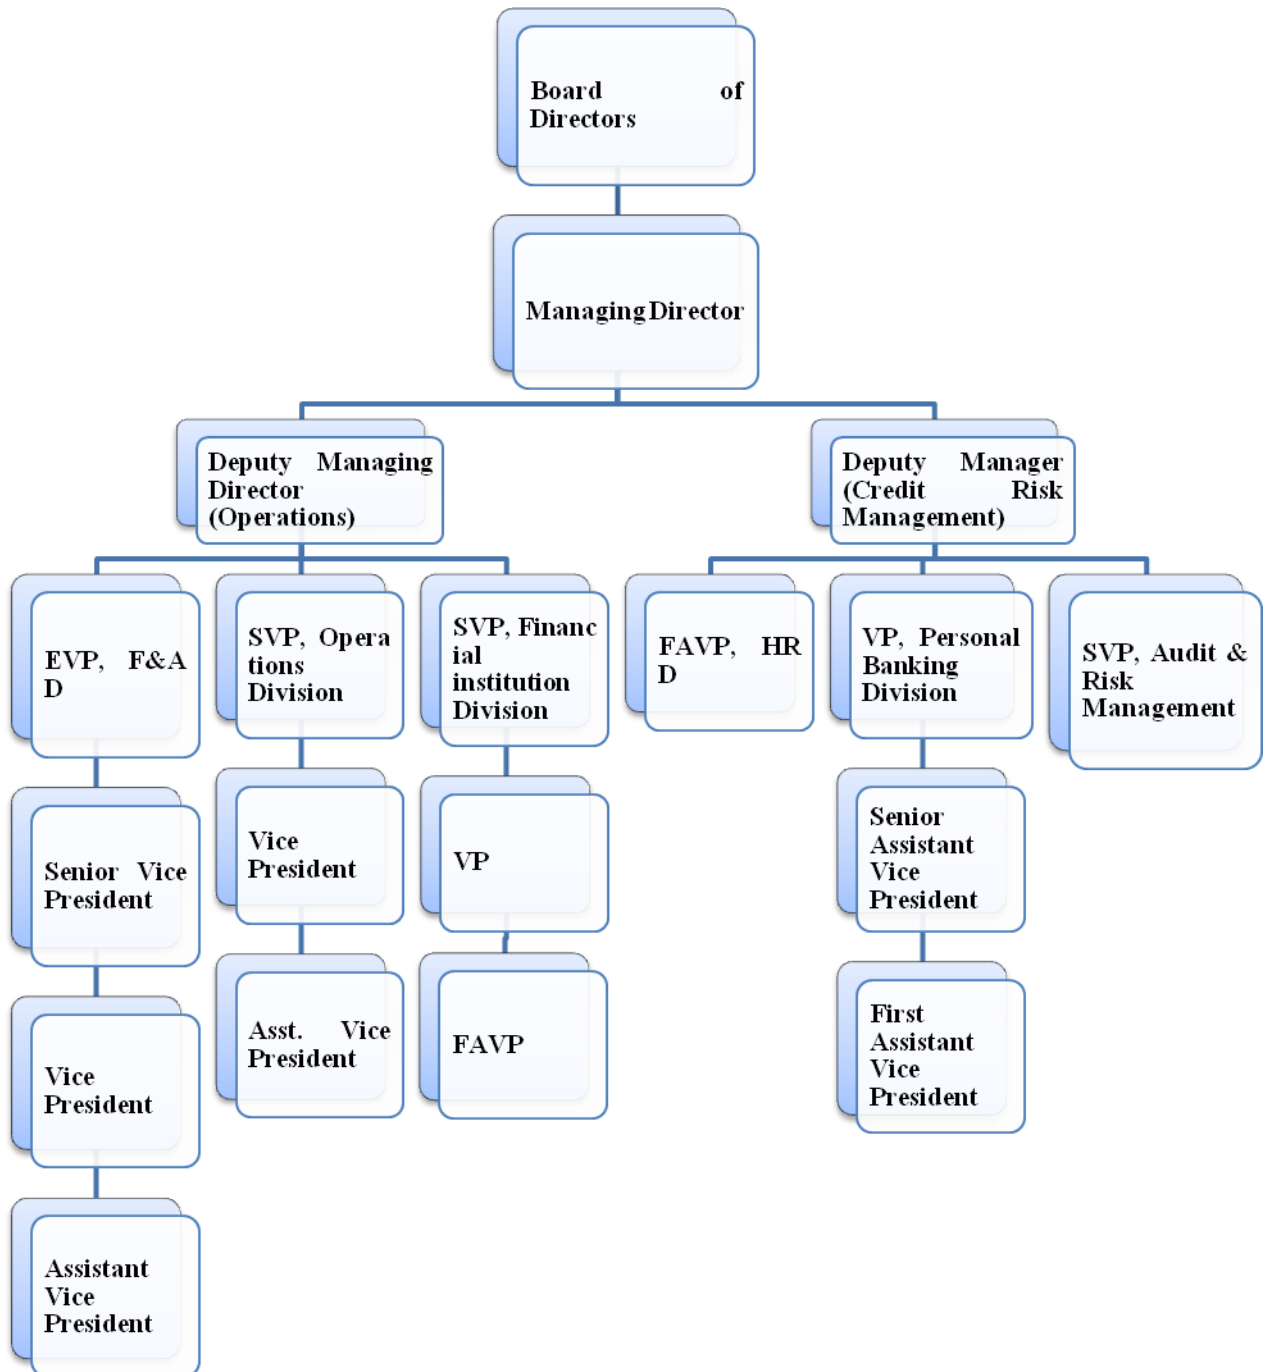 Board of
Directors
Managing Director
Deputy Managing
Director
(Operations)
Deputy Manager
(Credit Risk
Management)
EVP, F&A
D
SVP, Opera
tions
Division
SVP, Financ
ial
institution
Division
FAVP, HR
D
VP, Personal
Banking
Division
SVP, Audit &
Risk
Management
Senior Vice
President
Vice
President
VP
Senior
Assistant
Vice
President
Vice
President
Asst. Vice
President
FAVP
First
Assistant
Vice
President
Assistant
Vice
President